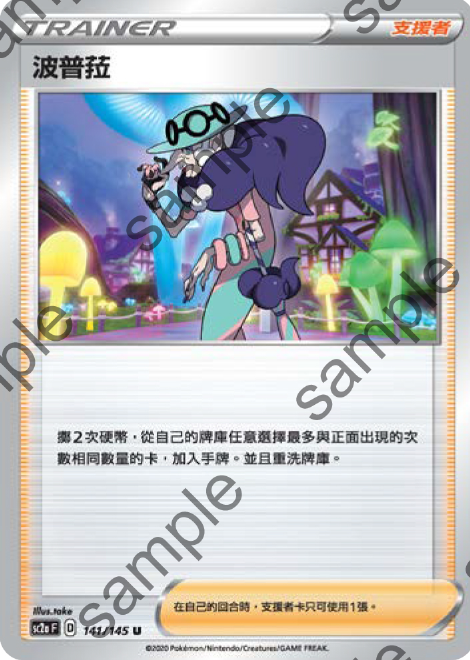 TRAINER
支援者
波普菈
擲2次硬幣，從自己的牌庫任意選擇最多與正面出現的次
數相同數量的卡，加入手牌。並且重洗牌庫。
Illus.take
在自己的回合時，支援者卡只可使用1張。
sc2a F D 141/145 U
©2020 Pokémon/Nintendo/Creatures/GAME FREAK.
sample
sample
sample
sample
sample
sample